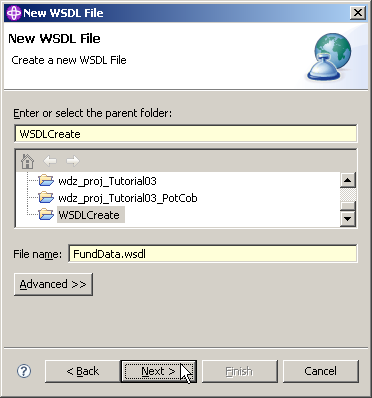 New WSDL File
New WSDL File
Create a new WSDL File
Enter or select the parent folder:
WSDLCreate
wdz_proj_Tutorial03
wdz_proj_Tutorial03_PotCob
WSDLCreate
File name: FundData.wsdl
Advanced >>
? < Back Next > Finish Cancel